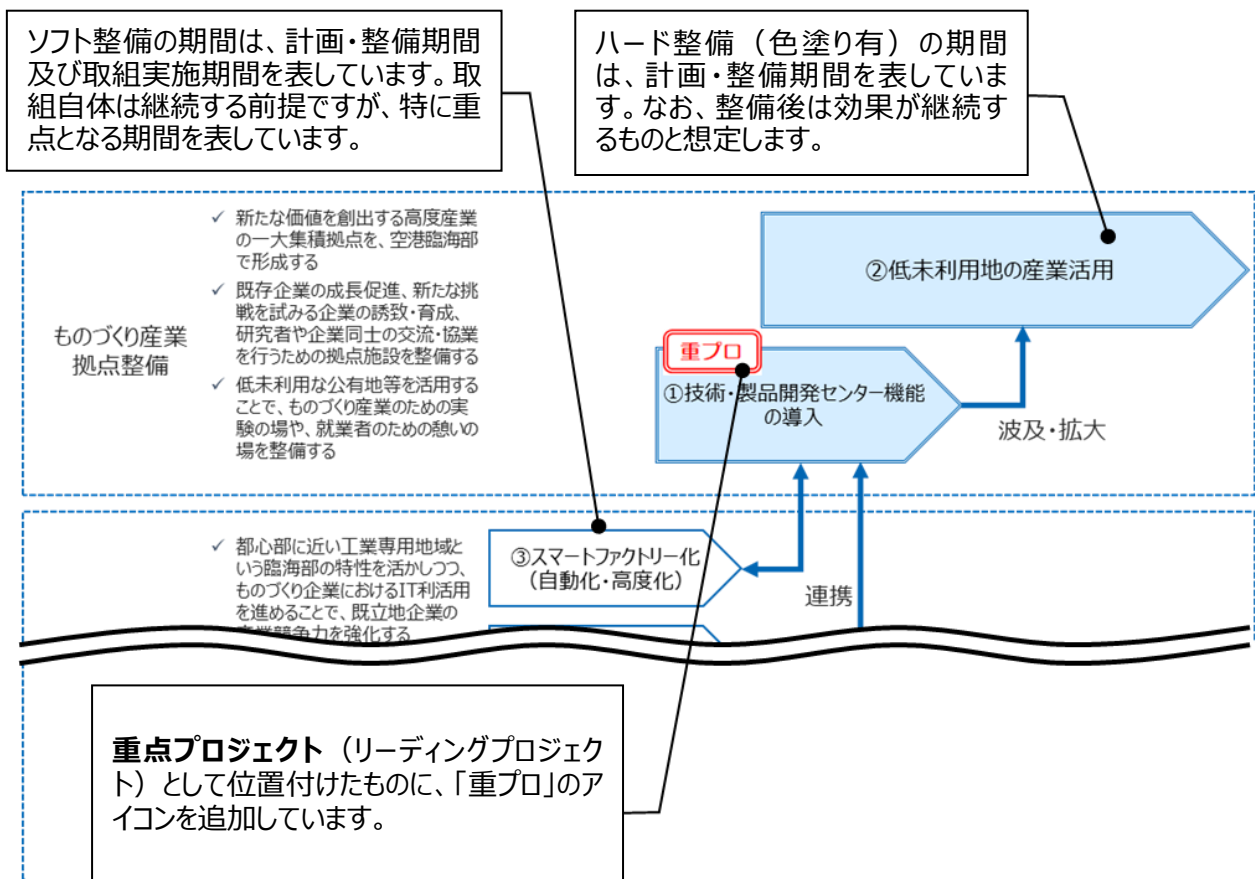 ソフト整備の期間は、計画・整備期間
及び取組実施期間を表しています。取
組自体は継続する前提ですが、特に重
点となる期間を表しています。
ハード整備（色塗り有）の期間
は、計画・整備期間を表していま
す。なお、整備後は効果が継続す
るものと想定します。
ものづくり産業
拠点整備
✓ 新たな価値を創出する高度産業
の一大集積拠点を、空港臨海部
で形成する
✓ 既存企業の成長促進、新たな挑
戦を試みる企業の誘致・育成、
研究者や企業同士の交流・協業
を行うための拠点施設を整備する
✓ 低未利用な公有地等を活用する
ことで、ものづくり産業のための実
験の場や、就業者のための憩いの
場を整備する
②低未利用地の産業活用
重プロ
①技術・製品開発センター機能
の導入
波及・拡大
✓ 都心部に近い工業専用地域と
いう臨海部の特性を活かしつつ、
ものづくり企業におけるIT利活用
を進めることで、既立地企業の
競争力を強化する
③スマートファクトリー化
（自動化・高度化）
連携
重点プロジェクト（リーディングプロジェク
ト）として位置付けたものに、「重プロ」のア
イコンを追加しています。